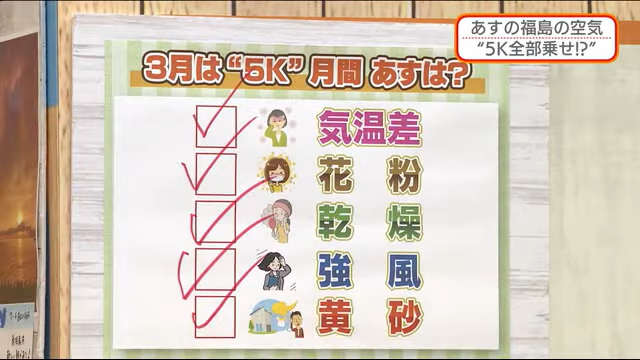 あすの福島の空気
“5K全部乗せ!?”
3月は“5K”月間 あすは?
気温差
花粉
乾燥
強風
黄砂